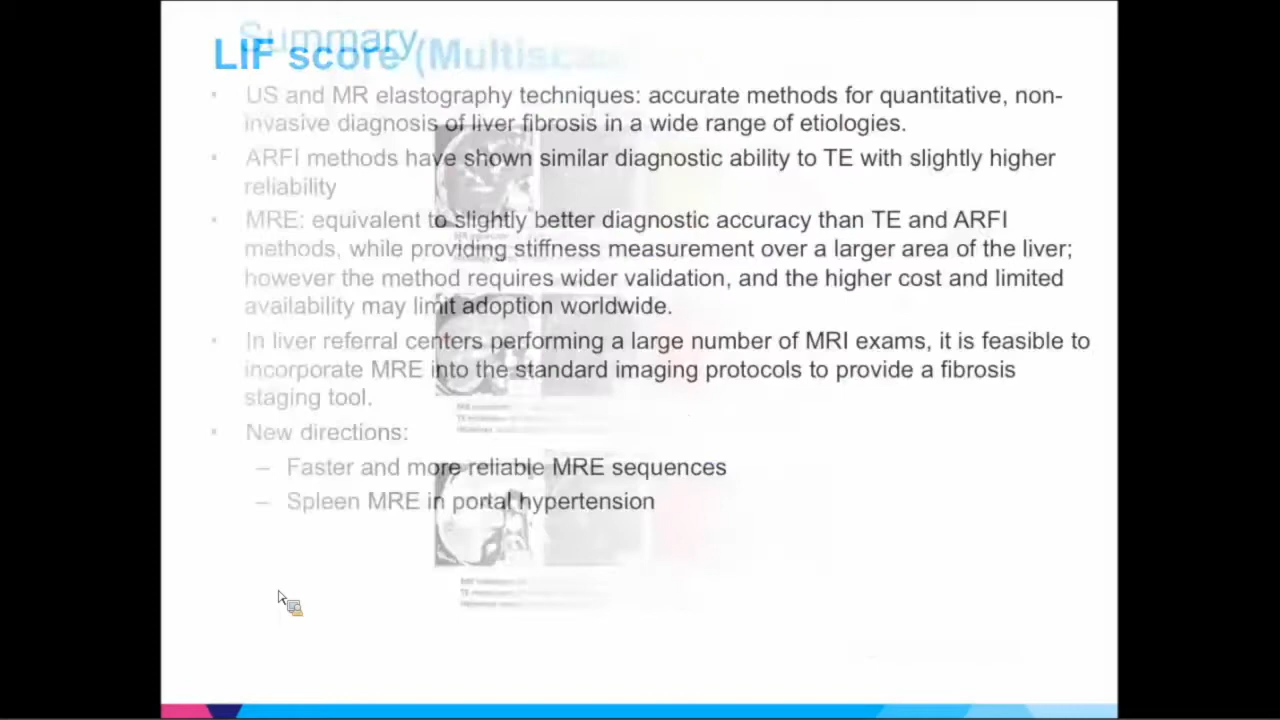 Summary
LIF score (Multiscan
• US and MR elastography techniques: accurate methods for quantitative, non-
invasive diagnosis of liver fibrosis in a wide range of etiologies.
• ARFI methods have shown similar diagnostic ability to TE with slightly higher
reliability
• MRE: equivalent to slightly better diagnostic accuracy than TE and ARFI
methods, while providing stiffness measurement over a larger area of the liver;
however the method requires wider validation, and the higher cost and limited
availability may limit adoption worldwide.
• In liver referral centers performing a large number of MRI exams, it is feasible to
incorporate MRE into the standard imaging protocols to provide a fibrosis
staging tool.
• New directions:
– Faster and more reliable MRE sequences
– Spleen MRE in portal hypertension